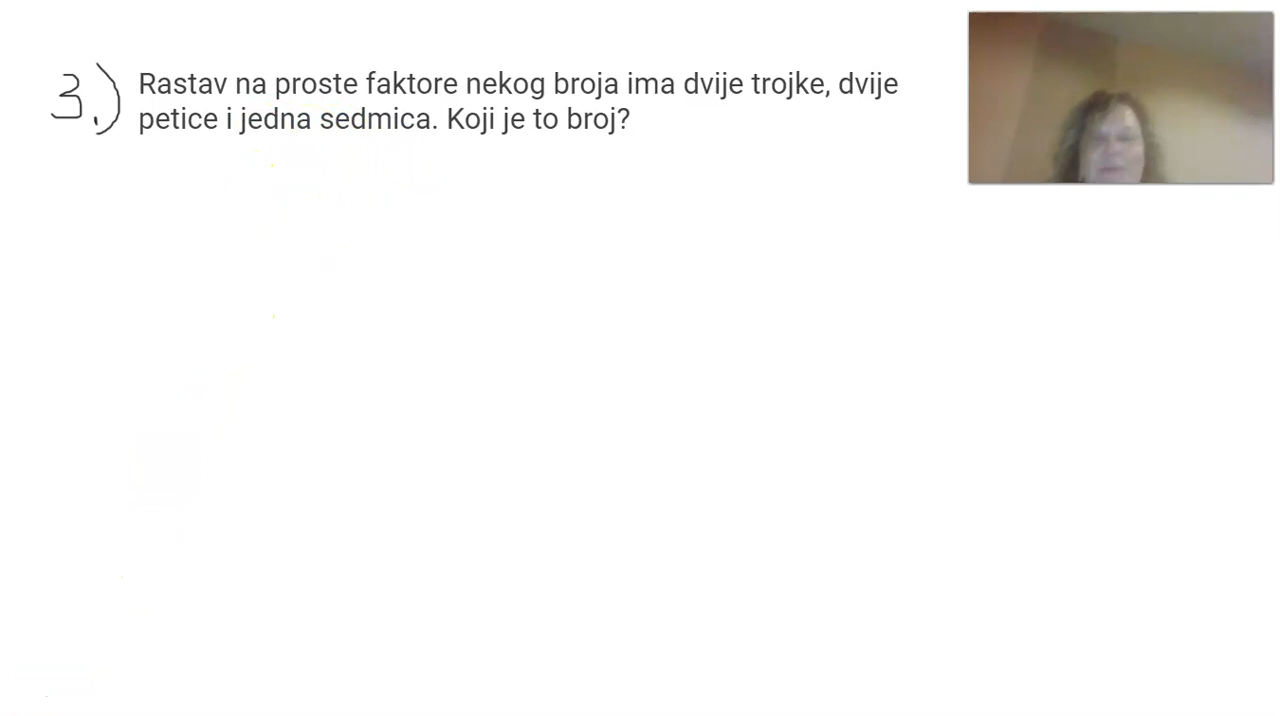 3.) Rastav na proste faktore nekog broja ima dvije trojke, dvije
petice i jedna sedmica. Koji je to broj?